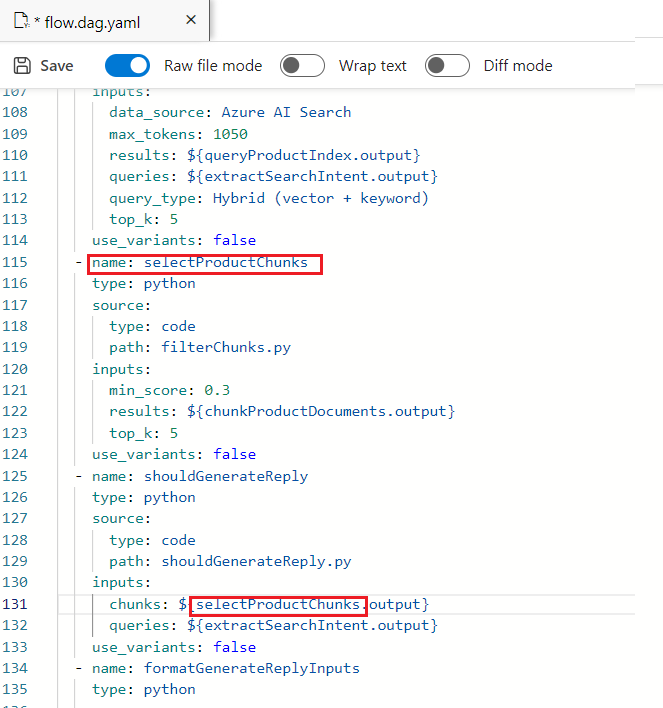 * flow.dag.yaml ×
Save Raw file mode Wrap text Diff mode
107 inputs:
108 data_source: Azure AI Search
109 max_tokens: 1050
110 results: ${queryProductIndex.output}
111 queries: ${extractSearchIntent.output}
112 query_type: Hybrid (vector + keyword)
113 top_k: 5
114 use_variants: false
115 - name: selectProductChunks
116 type: python
117 source:
118 type: code
119 path: filterChunks.py
120 inputs:
121 min_score: 0.3
122 results: ${chunkProductDocuments.output}
123 top_k: 5
124 use_variants: false
125 - name: shouldGenerateReply
126 type: python
127 source:
128 type: code
129 path: shouldGenerateReply.py
130 inputs:
131 chunks: ${selectProductChunks.output}
132 queries: ${extractSearchIntent.output}
133 use_variants: false
134 - name: formatGenerateReplyInputs
135 type: python